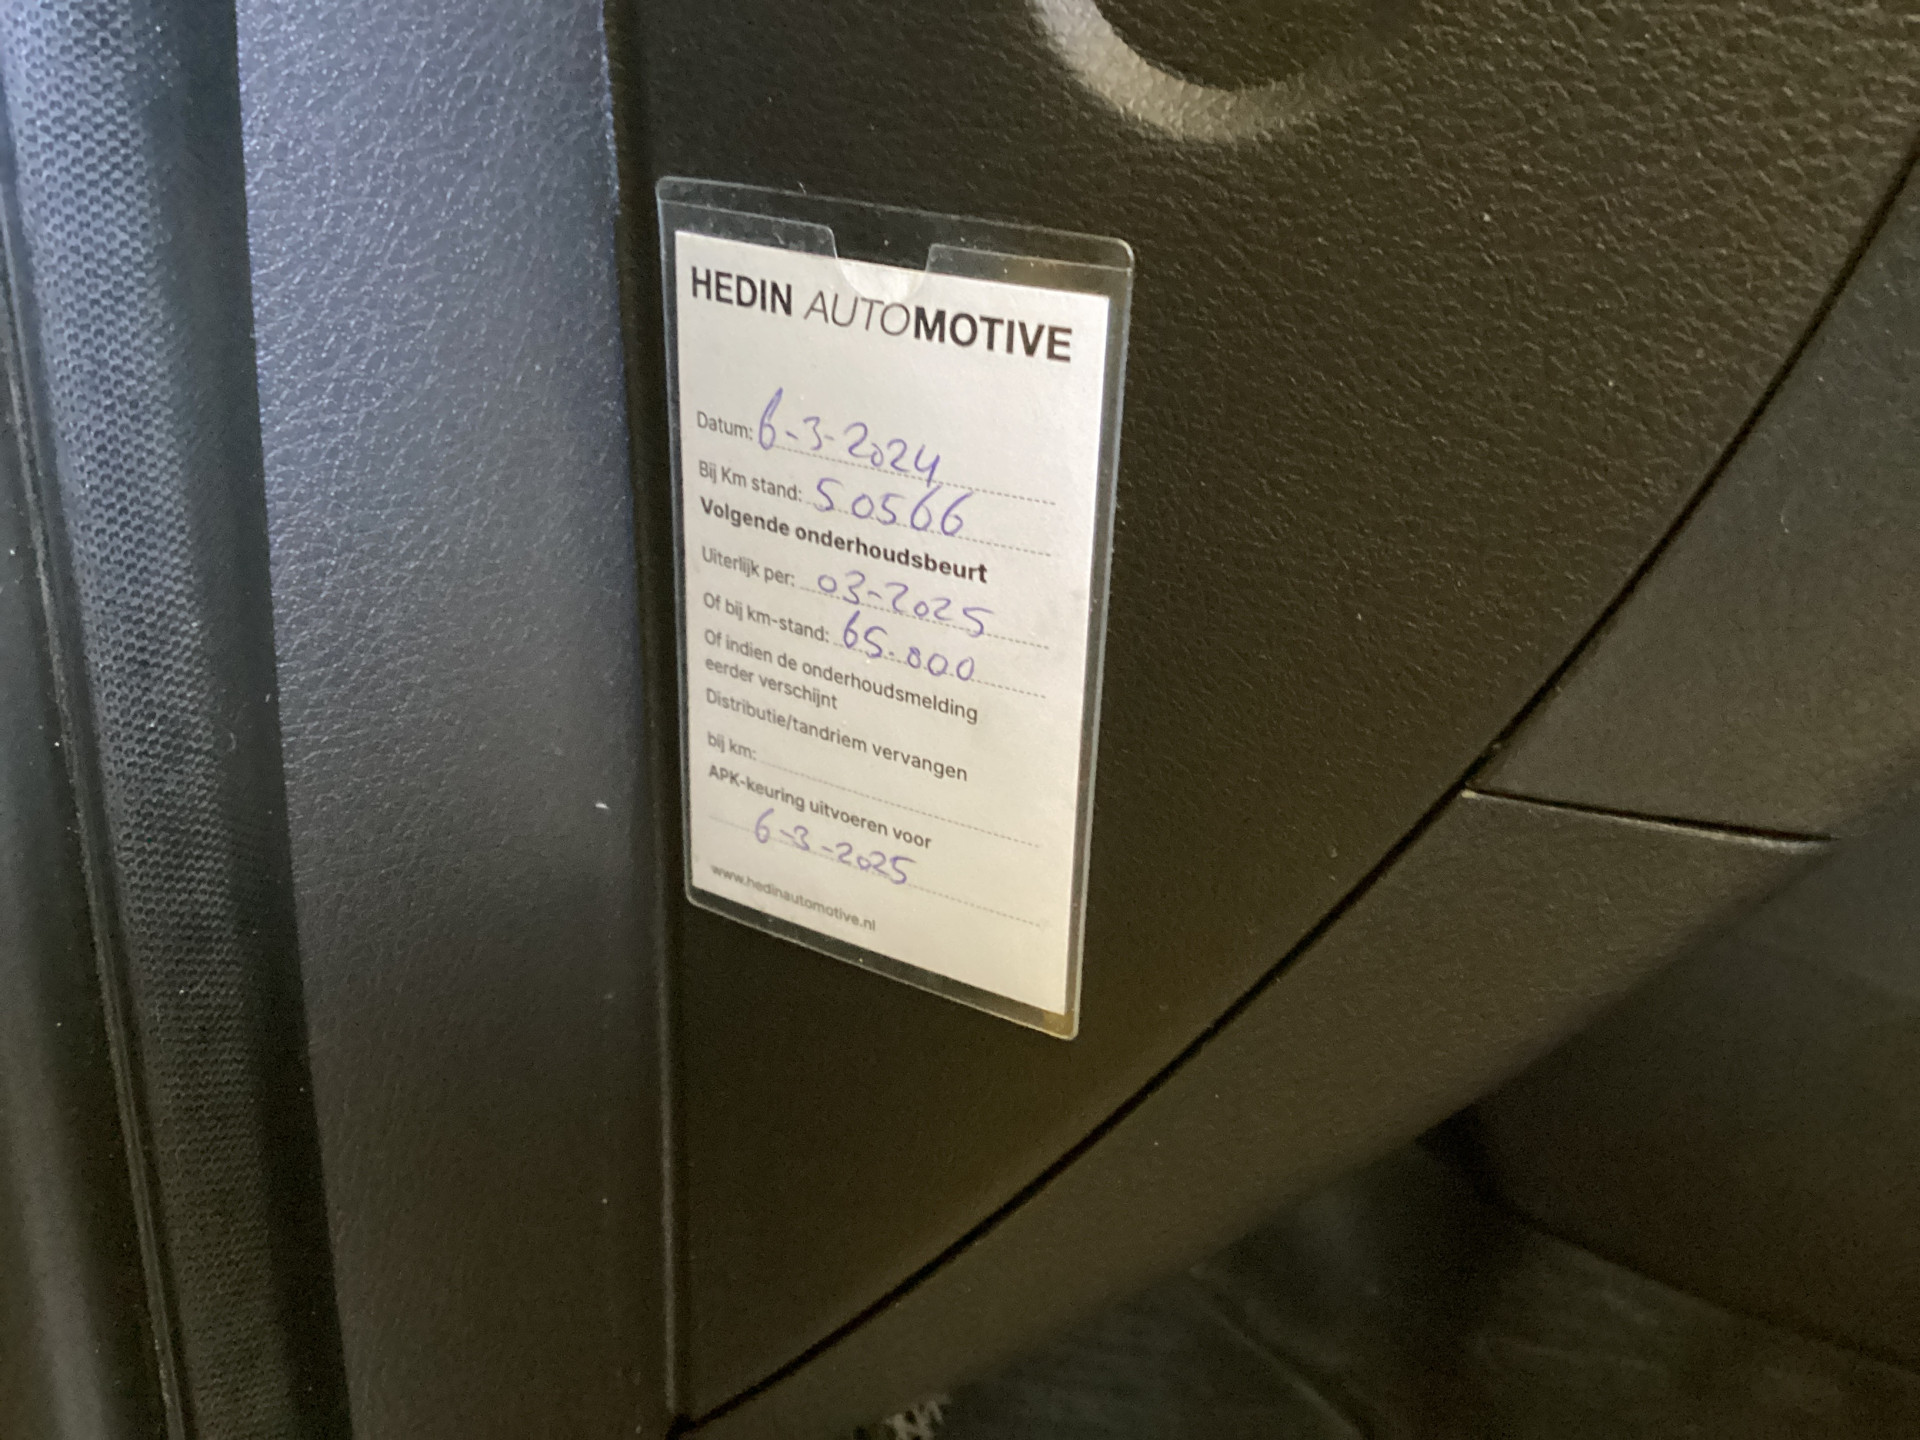 HEDIN AUTOMOTIVE
Datum: 6-3-2024
Bij Km stand: 50566
Volgende onderhoudsbeurt
Uiterlijk per: 03-2025
Of bij km-stand: 65.000
Of indien de onderhoudsmelding
eerder verschijnt
Distributie/tandriem vervangen
bij km:
APK-keuring uitvoeren voor
6-3-2025
www.hedinautomotive.nl